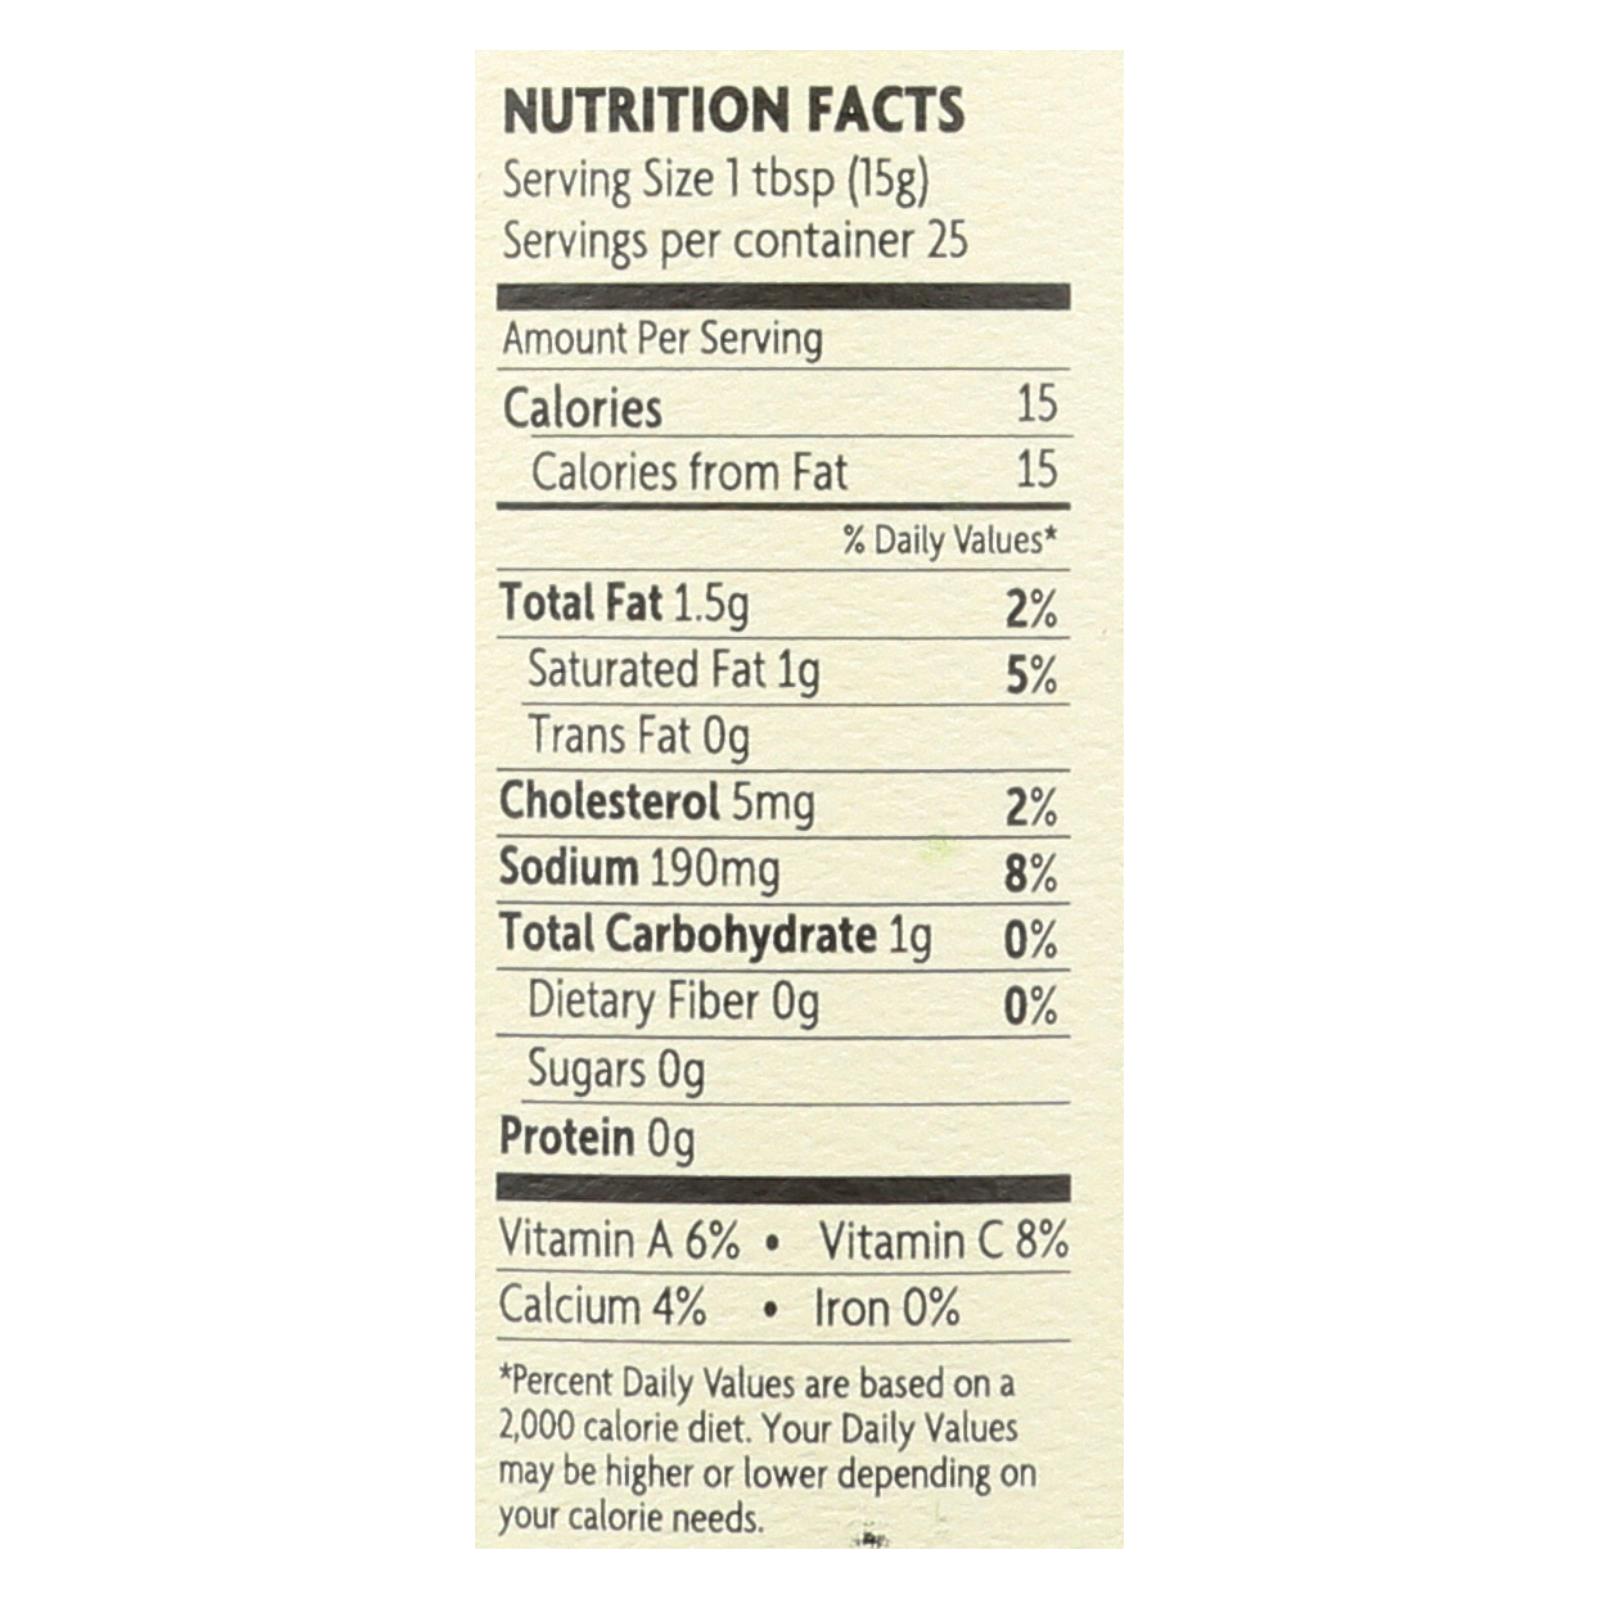 NUTRITION FACTS
Serving Size 1 tbsp (15g)
Servings per container 25
Amount Per Serving
Calories 15
Calories from Fat 15
% Daily Values*
Total Fat 1.5g 2%
Saturated Fat 1g 5%
Trans Fat 0g
Cholesterol 5mg 2%
Sodium 190mg 8%
Total Carbohydrate 1g 0%
Dietary Fiber 0g 0%
Sugars 0g
Protein 0g
Vitamin A 6% • Vitamin C 8%
Calcium 4% • Iron 0%
*Percent Daily Values are based on a
2,000 calorie diet. Your Daily Values
may be higher or lower depending on
your calorie needs.